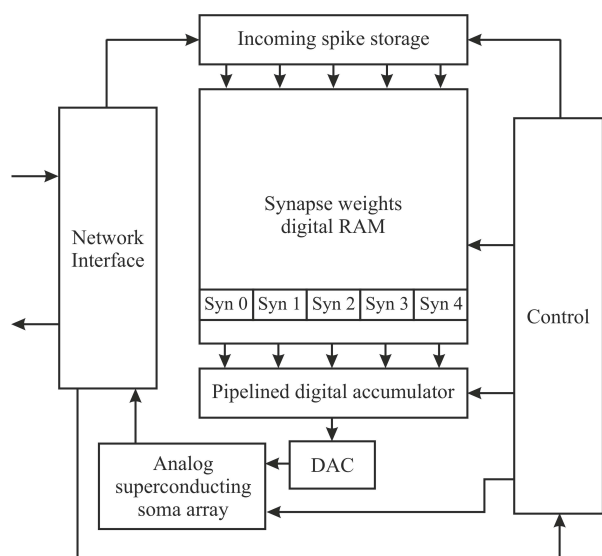 Incoming spike storage
Network
Interface
Synapse weights
digital RAM
Syn 0 Syn 1 Syn 2 Syn 3 Syn 4
Control
Pipelined digital accumulator
DAC
Analog
superconducting
soma array